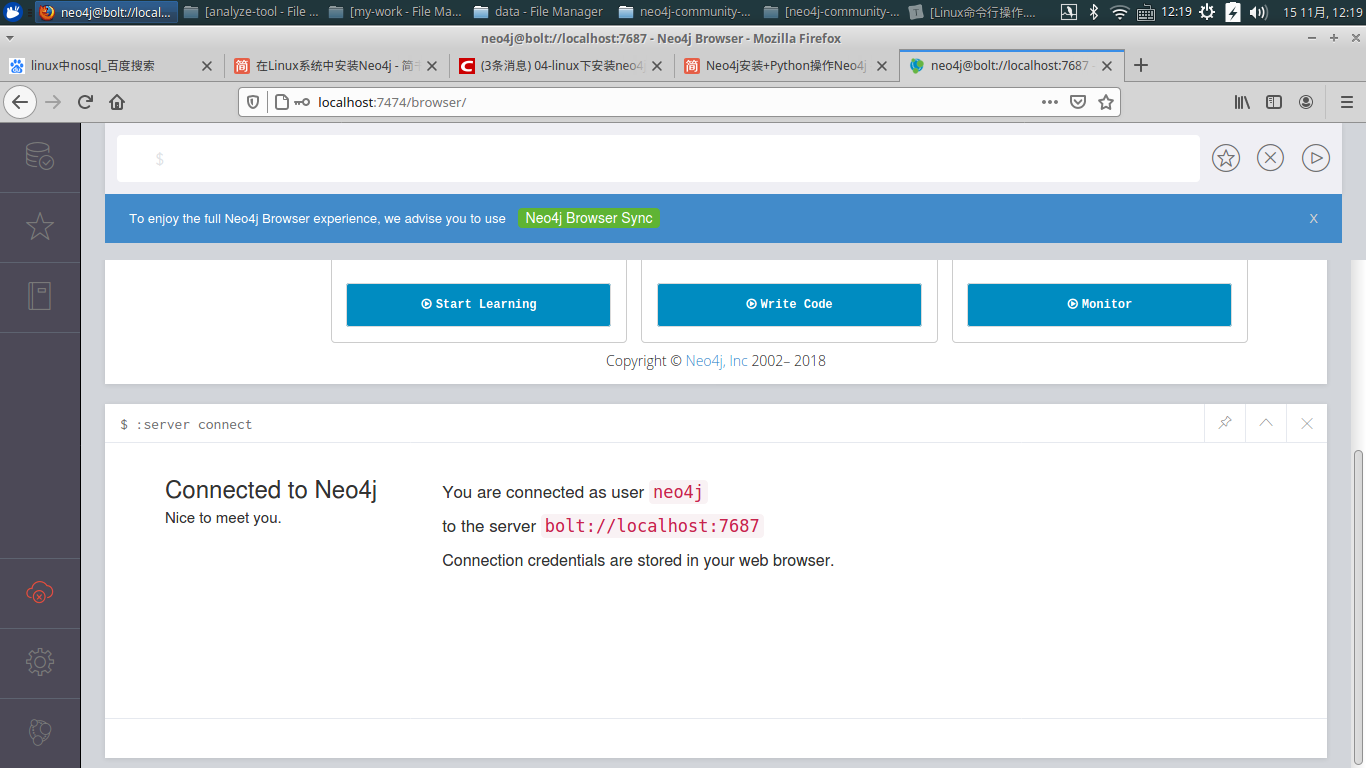 neo4j@bolt://local...
[analyze-tool - File ...
[my-work - File Ma...
data - File Manager
neo4j-community-...
[neo4j-community-...
[Linux命令行操作....
12:19
15 11月, 12:19
neo4j@bolt://localhost:7687 - Neo4j Browser - Mozilla Firefox
linux中nosql_百度搜索
在Linux系统中安装Neo4j - 简书
(3条消息) 04-linux下安装neo4j
Neo4j安装+Python操作Neo4j
neo4j@bolt://localhost:7687 -
localhost:7474/browser/
$
To enjoy the full Neo4j Browser experience, we advise you to use
Neo4j Browser Sync
X
Start Learning
Write Code
Monitor
Copyright © Neo4j, Inc 2002– 2018
$ :server connect
Connected to Neo4j
Nice to meet you.
You are connected as user neo4j
to the server bolt://localhost:7687
Connection credentials are stored in your web browser.